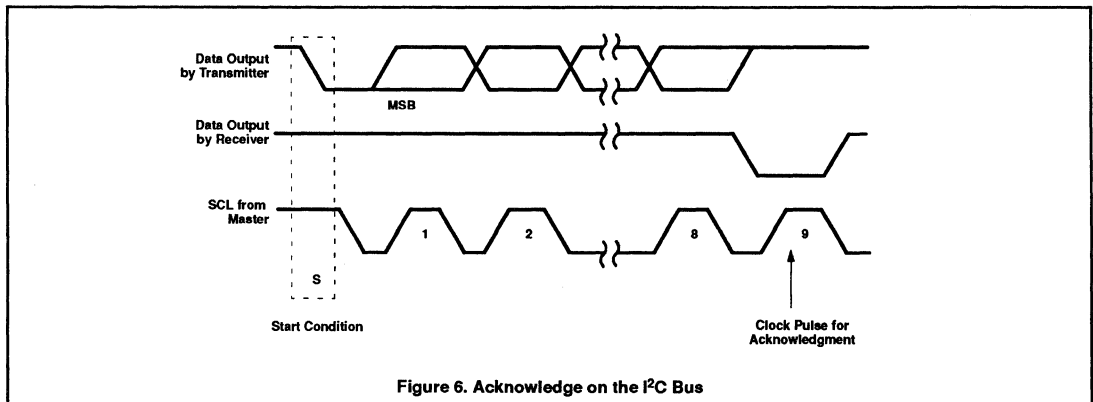 Data Output
by Transmitter
MSB
Data Output
by Receiver
SCL from
Master
1
2
8
9
S
Start Condition
Clock Pulse for
Acknowledgment
Figure 6. Acknowledge on the I²C Bus